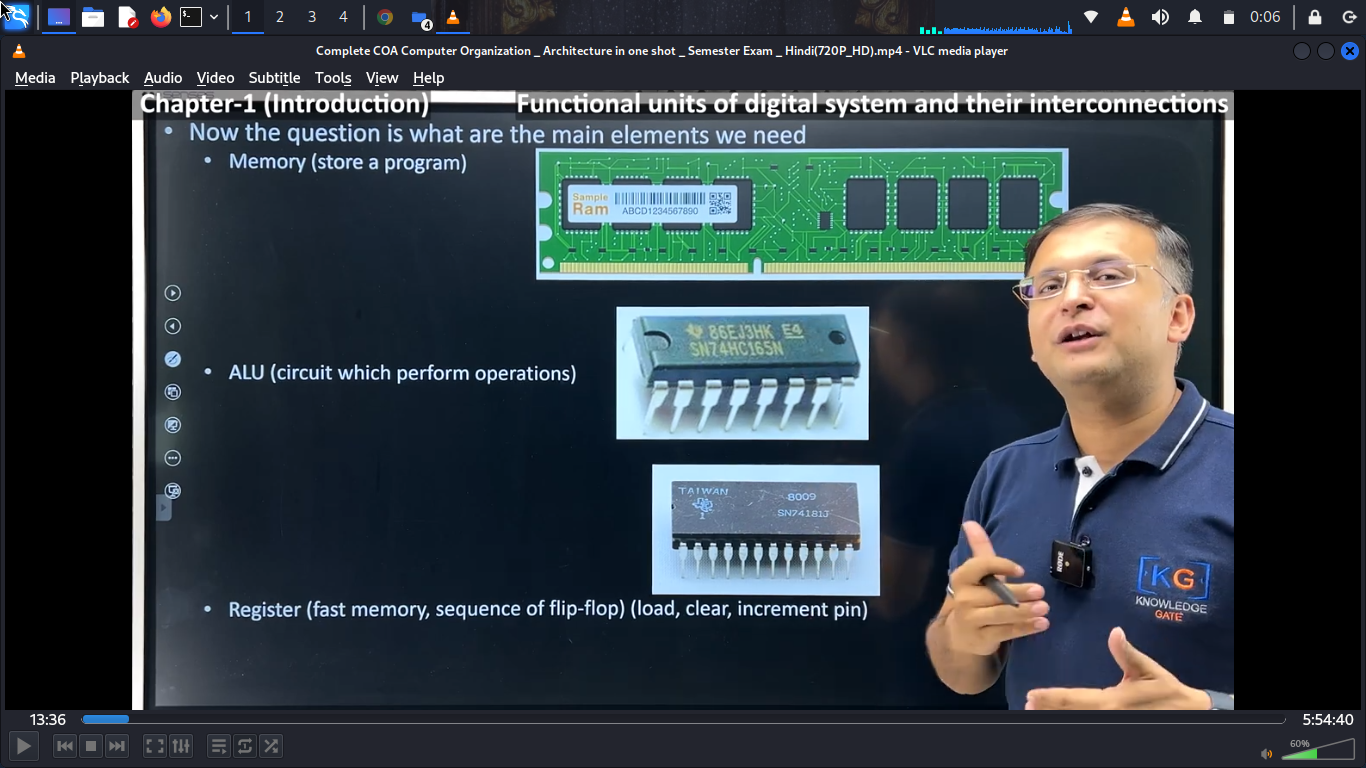 1 2 3 4
4
0:06
Complete COA Computer Organization _ Architecture in one shot _ Semester Exam _ Hindi(720P_HD).mp4 - VLC media player
Media Playback Audio Video Subtitle Tools View Help
Chapter-1 (Introduction) Functional units of digital system and their interconnections
• Now the question is what are the main elements we need
• Memory (store a program)
Sample
Ram
ABCD1234567890
86EJ3HK E4
SN74HC165N
• ALU (circuit which perform operations)
TAIWAN 8009
SN74181J
• Register (fast memory, sequence of flip-flop) (load, clear, increment pin)
RODE
KG
KNOWLEDGE
GATE
13:36 5:54:40
60%